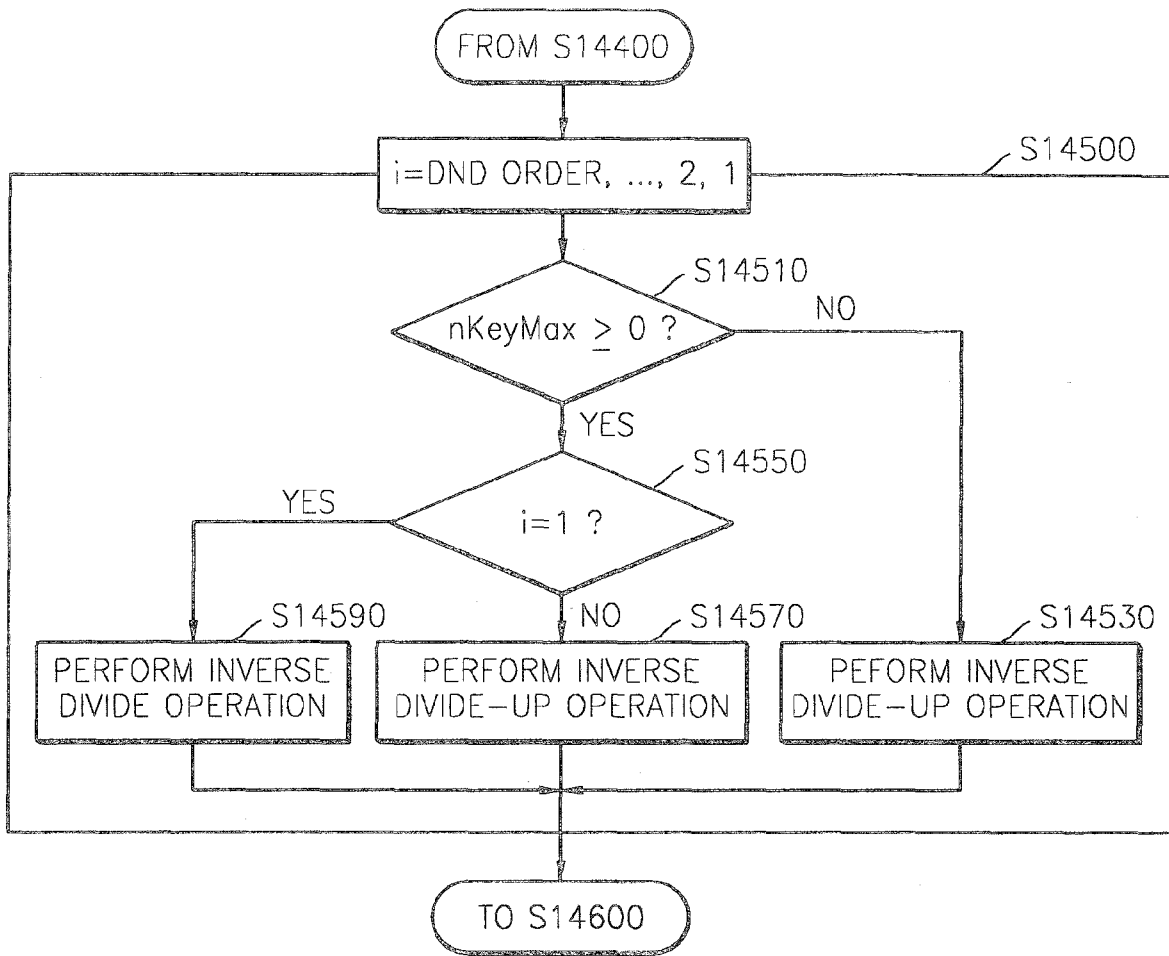 FROM S14400
S14500
i=DND ORDER, ..., 2, 1
S14510
nKeyMax ≥ 0 ?
NO
YES
S14550
i=1 ?
YES
NO
S14590
S14570
S14530
PERFORM INVERSE
DIVIDE OPERATION
PERFORM INVERSE
DIVIDE-UP OPERATION
PEFORM INVERSE
DIVIDE-UP OPERATION
TO S14600